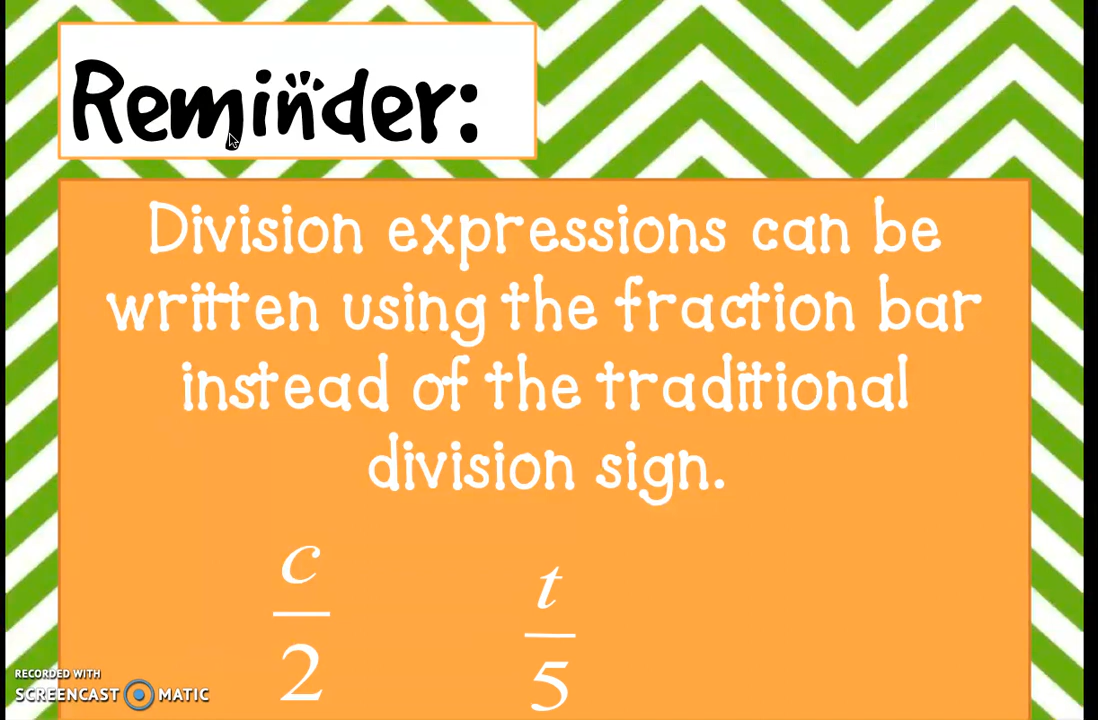 Reminder:
Division expressions can be
written using the fraction bar
instead of the traditional
division sign.
c t
2 5
RECORDED WITH
SCREENCAST MATIC